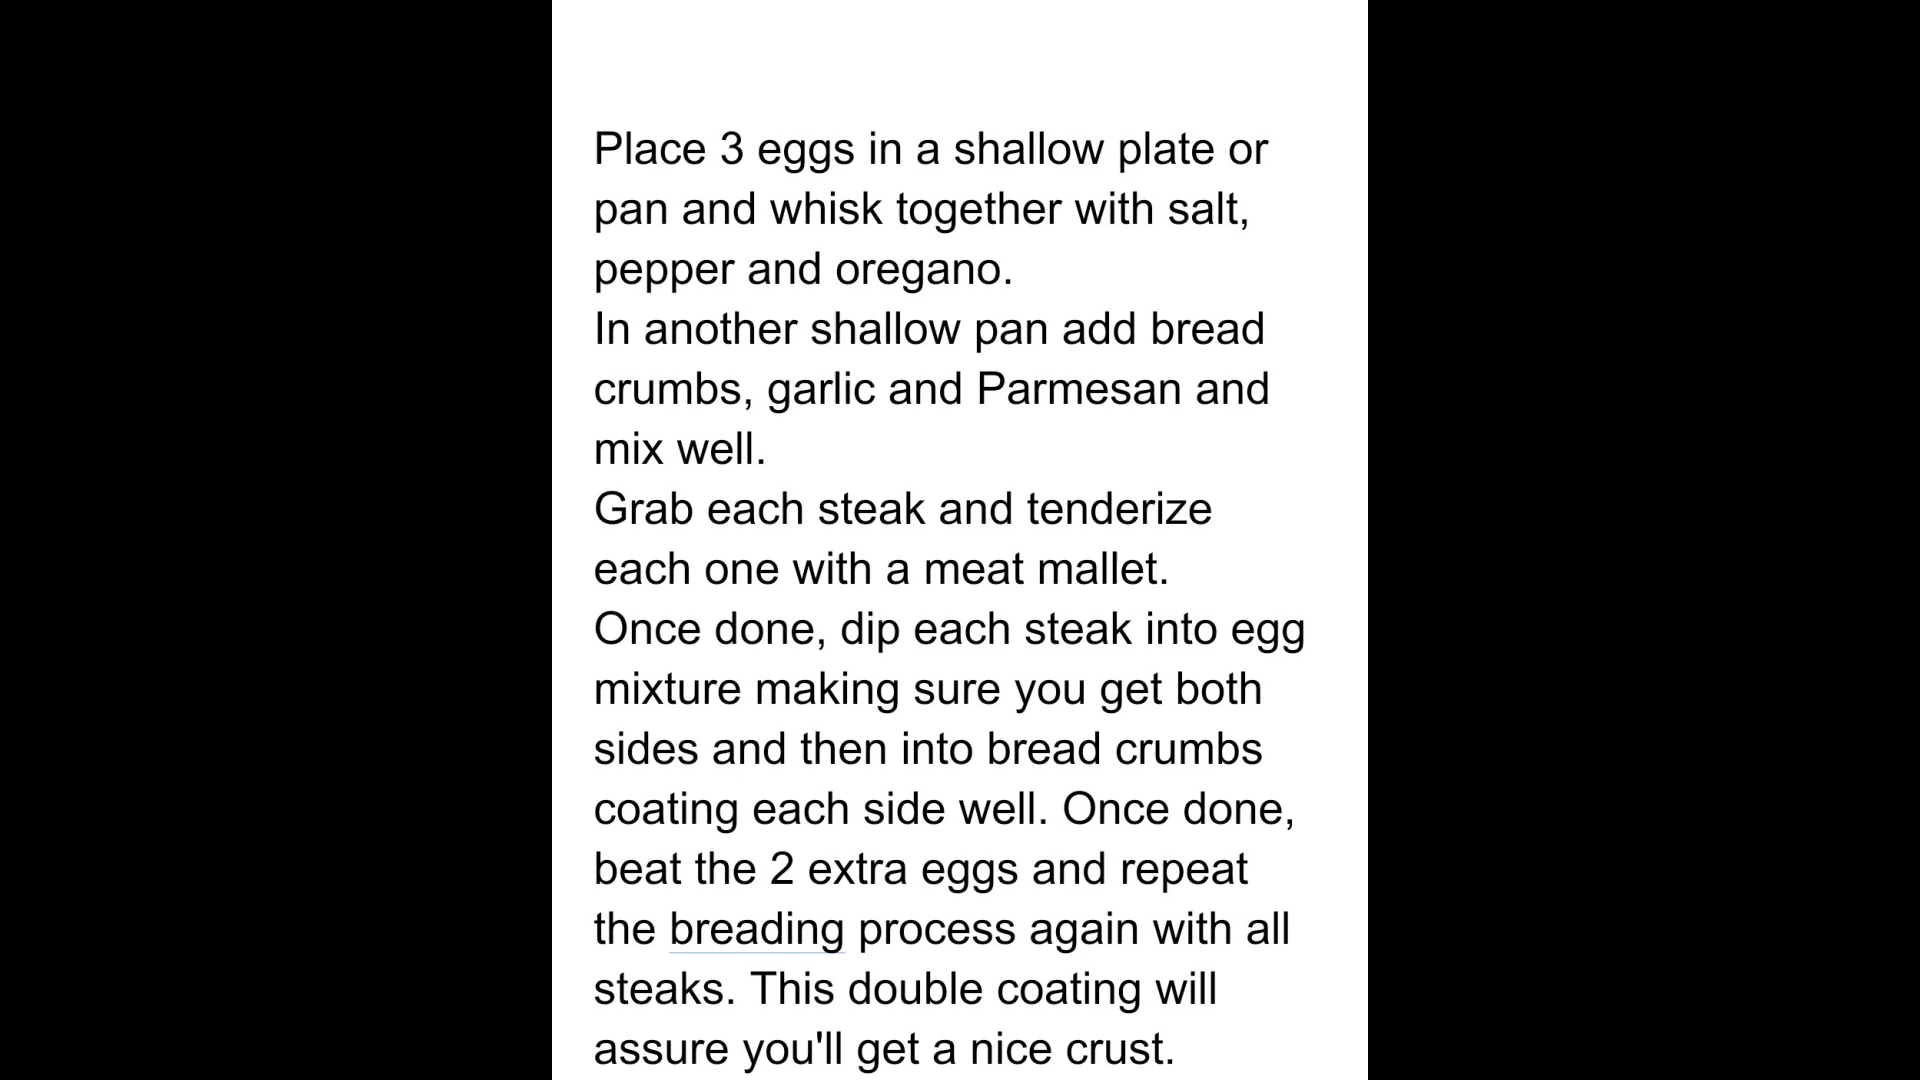 Place 3 eggs in a shallow plate or
pan and whisk together with salt,
pepper and oregano.
In another shallow pan add bread
crumbs, garlic and Parmesan and
mix well.
Grab each steak and tenderize
each one with a meat mallet.
Once done, dip each steak into egg
mixture making sure you get both
sides and then into bread crumbs
coating each side well. Once done,
beat the 2 extra eggs and repeat
the breading process again with all
steaks. This double coating will
assure you'll get a nice crust.